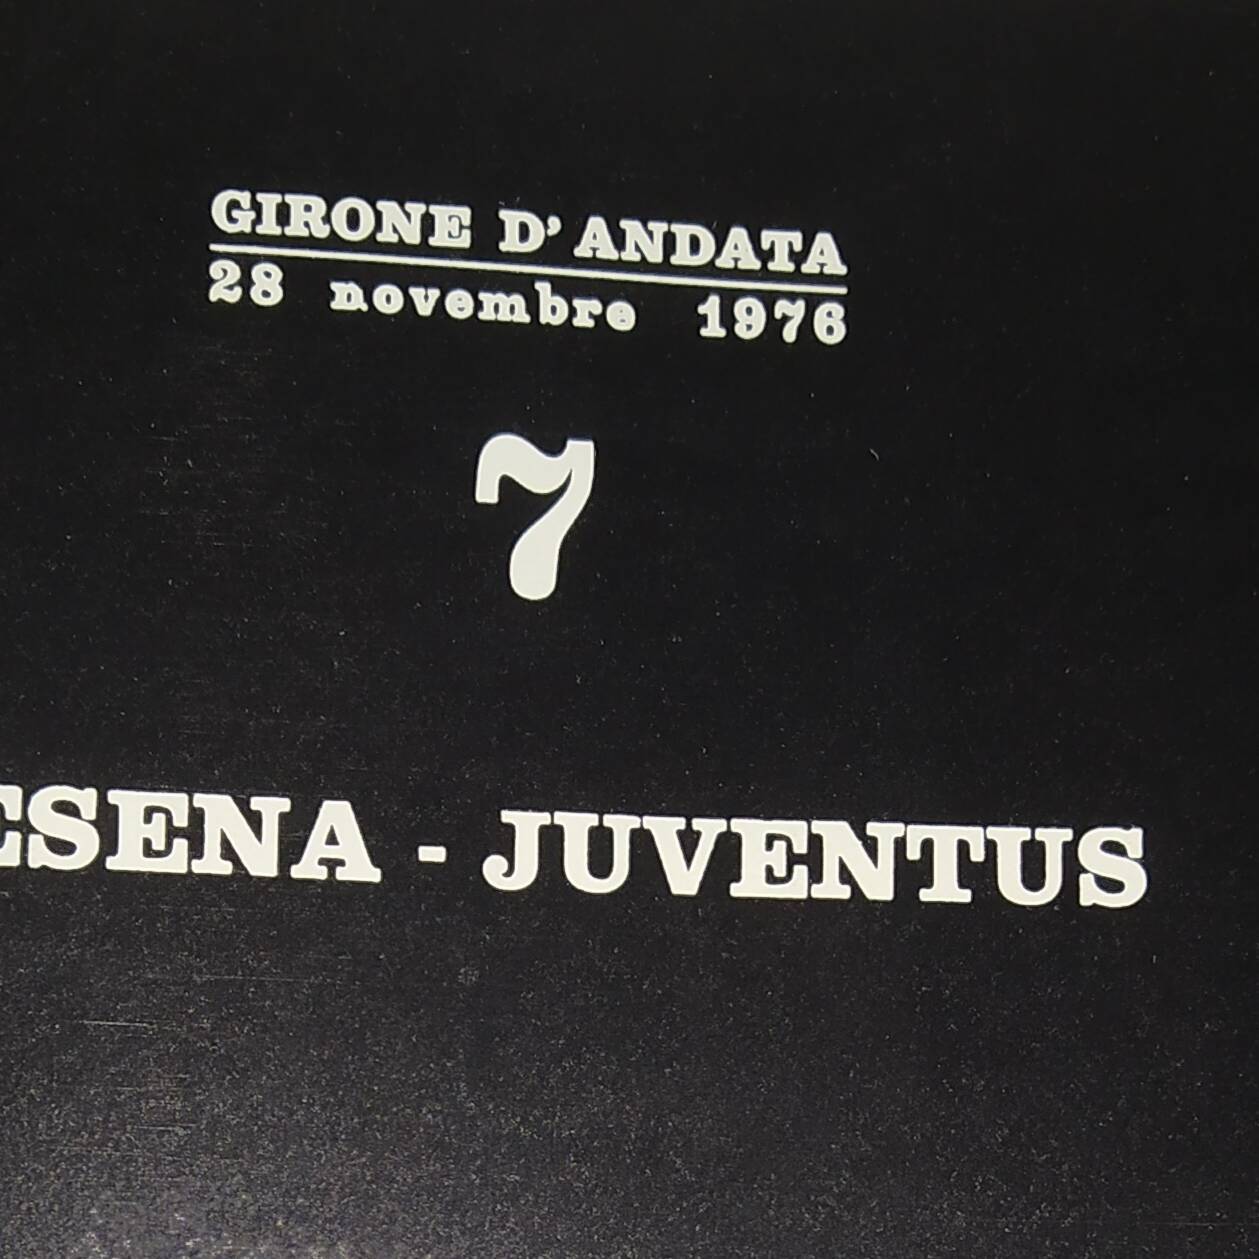 GIRONE D' ANDATA
28 novembre 1976
7
ESENA - JUVENTUS